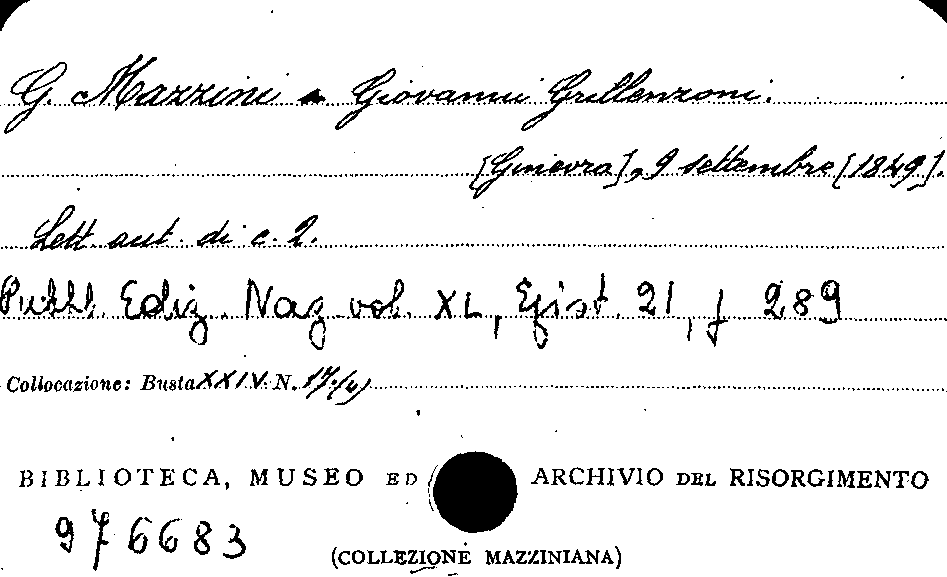 G. Mazzini a Giovanni Grillenzoni.
[Ginevra], 9 settembre [1849].
Lett. aut. di c. 2.
Pubbl. Ediz. Naz. vol. XL, Epist. 21, p 289
Collocazione: Busta XXIV N. 17/(4)
BIBLIOTECA, MUSEO ED ARCHIVIO DEL RISORGIMENTO
976683
(COLLEZIONE MAZZINIANA)